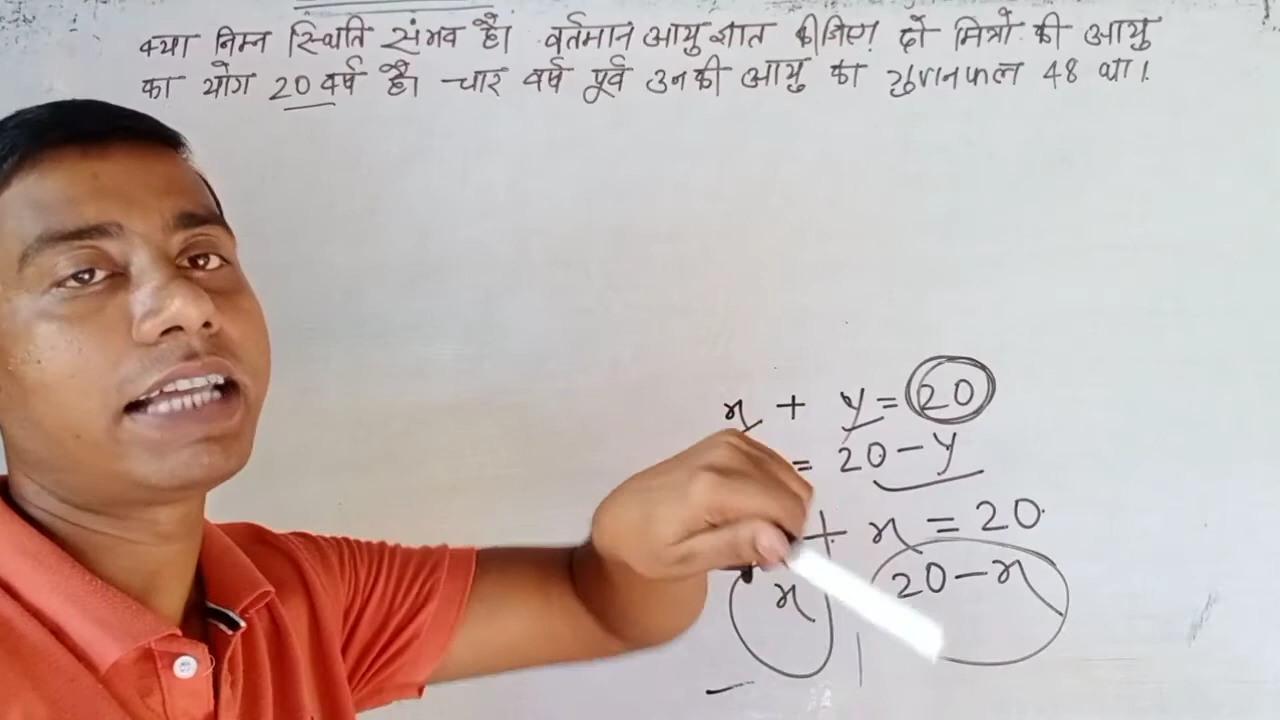 क्या निम्न स्थिति संभव है। वर्तमान आयु ज्ञात कीजिए। दो मित्रो की आयु
का योग 20 वर्ष है। चार वर्ष पूर्व उनकी आयु का गुणनफल 48 था।
x + y = 20
= 20 - y
+ x = 20
x 20 - x